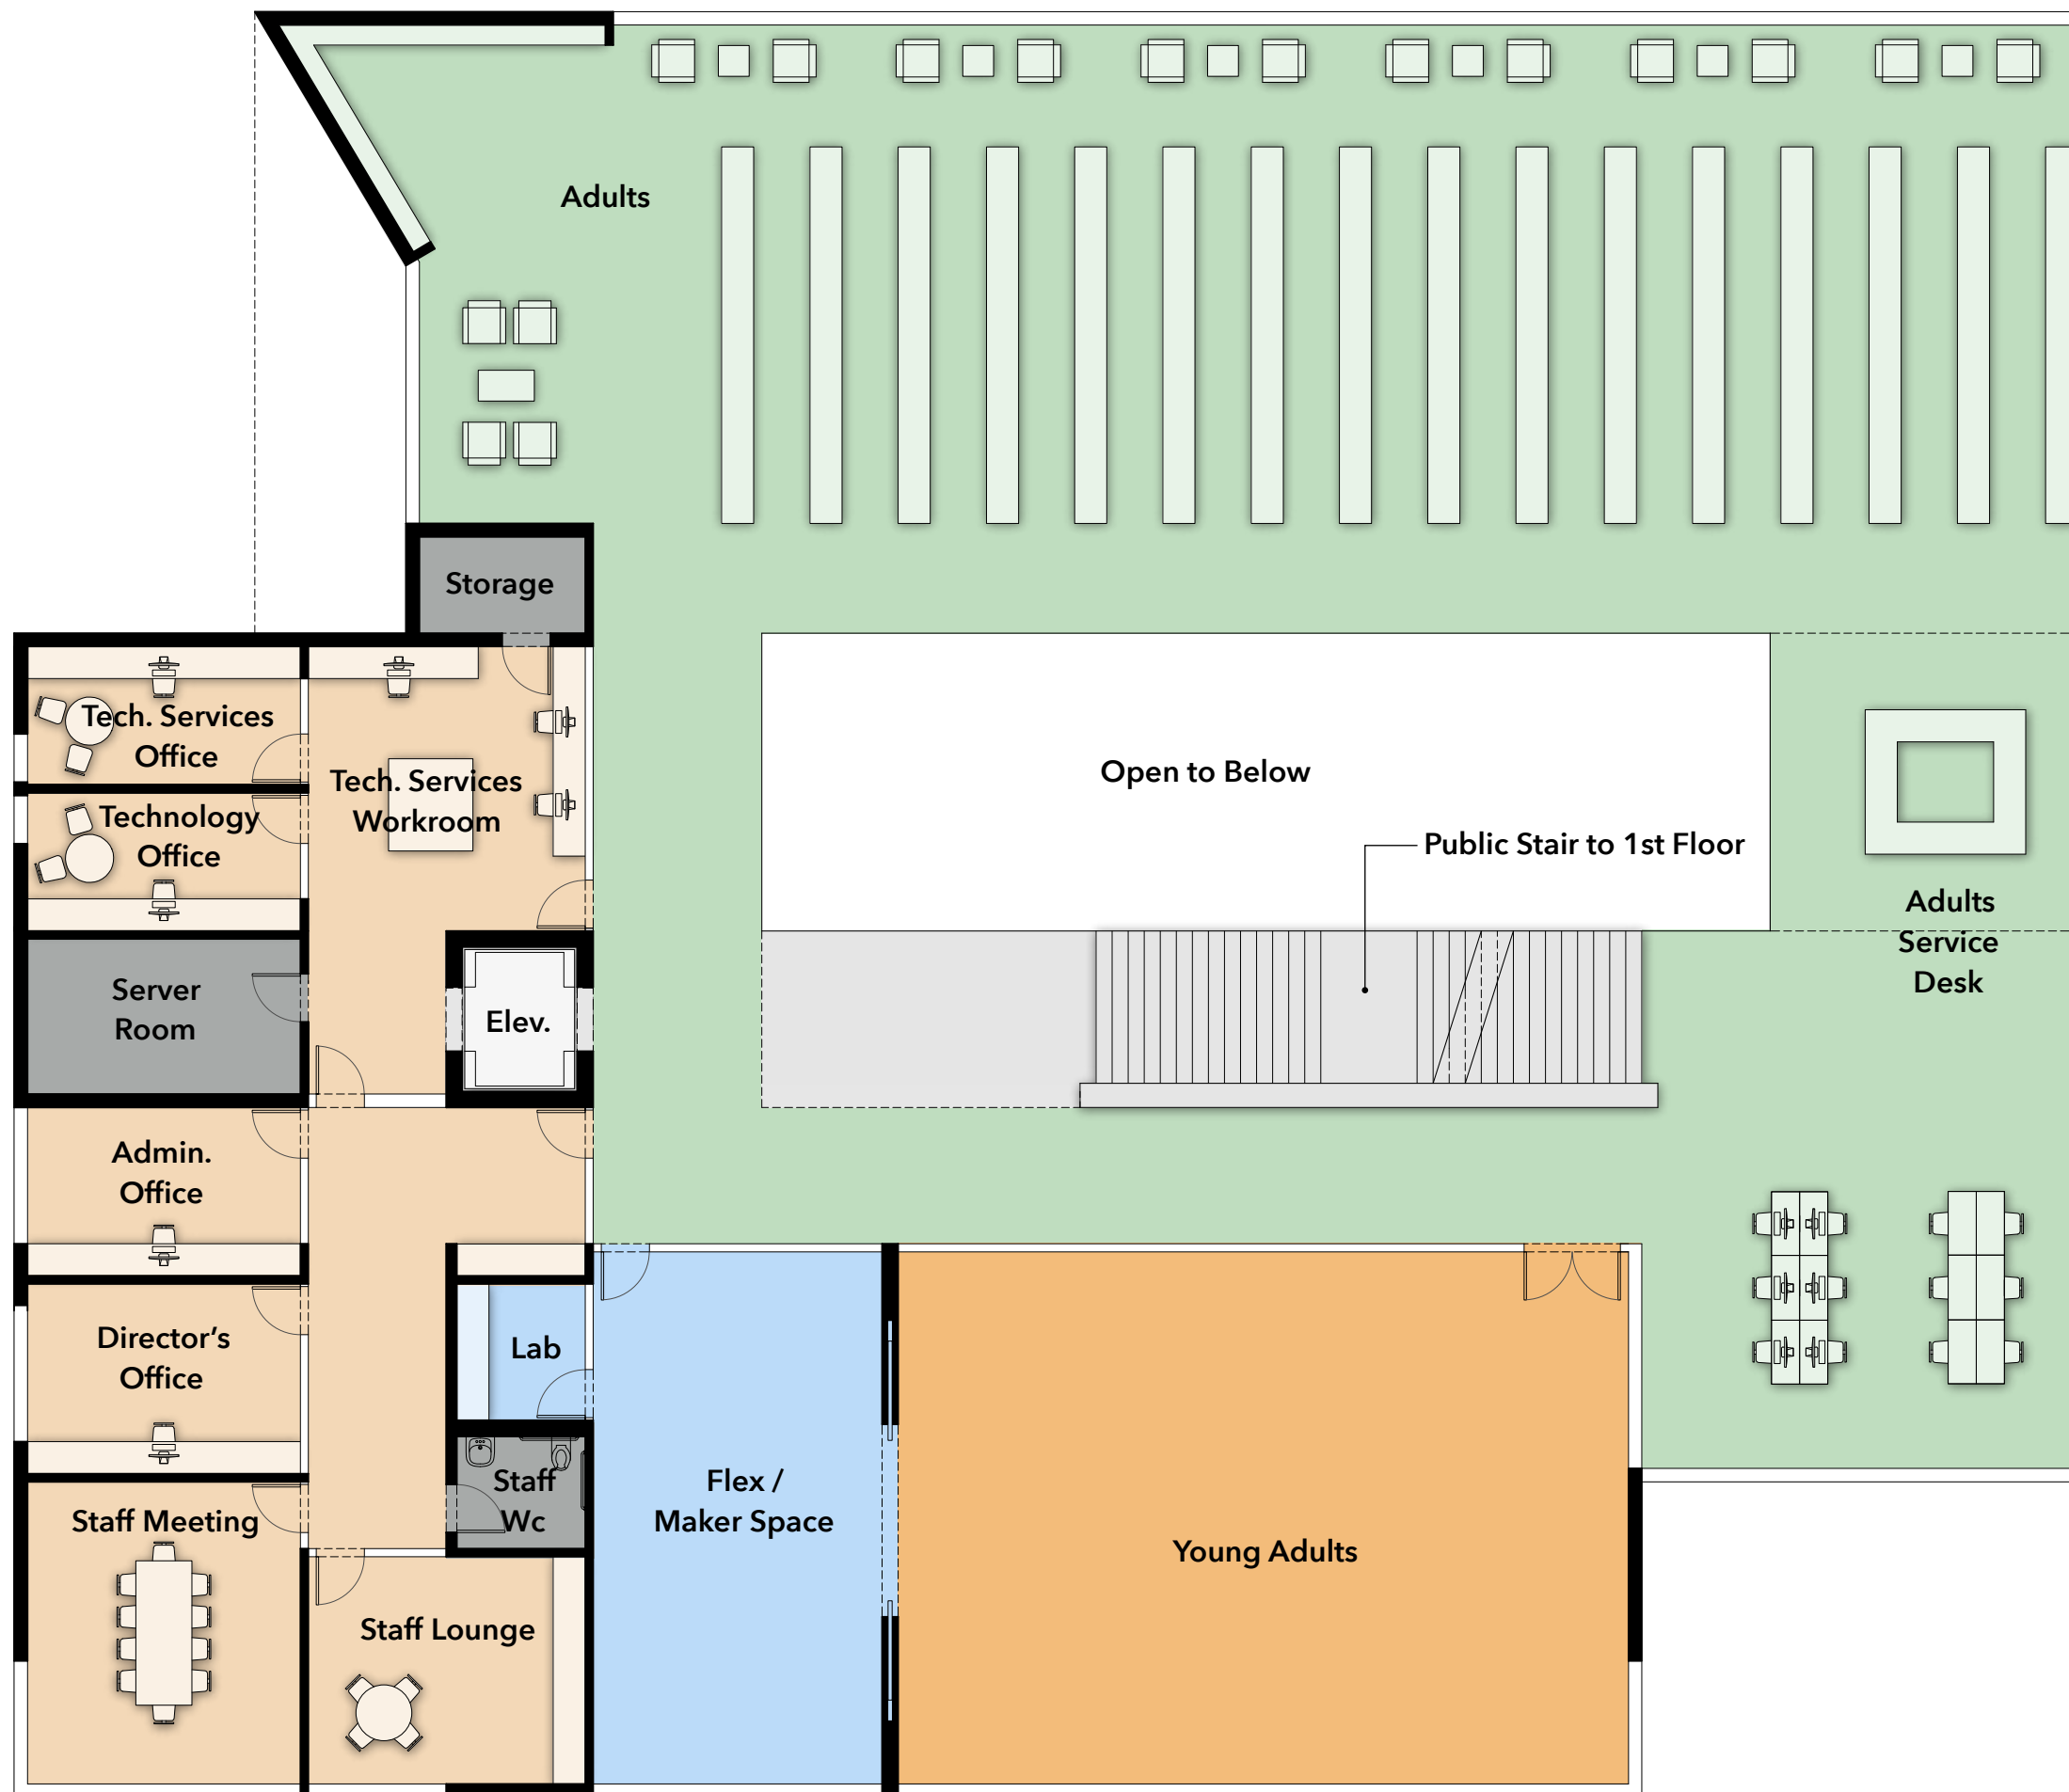 Adults
Storage
Tech. Services
Office
Tech. Services
Workroom
Technology
Office
Open to Below
Public Stair to 1st Floor
Adults
Service
Desk
Server
Room
Elev.
Admin.
Office
Director’s
Office
Lab
Staff
Wc
Flex /
Maker Space
Staff Meeting
Young Adults
Staff Lounge